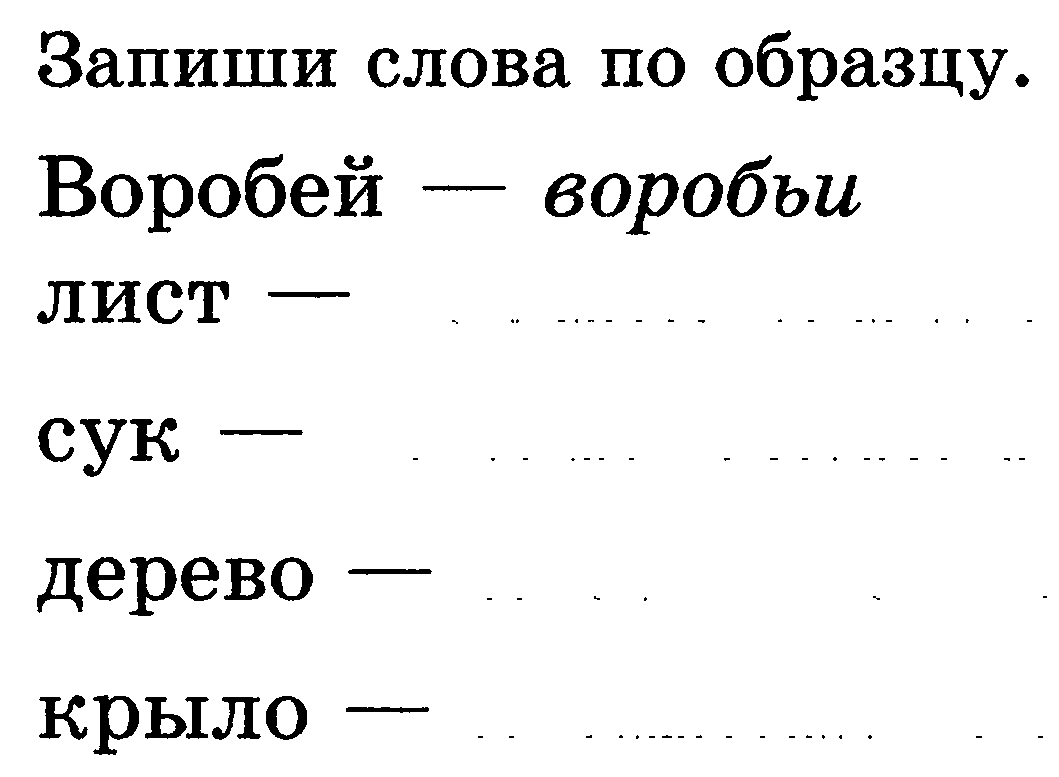 Запиши слова по образцу.
Воробей — воробьи
лист —
сук —
дерево —
крыло —